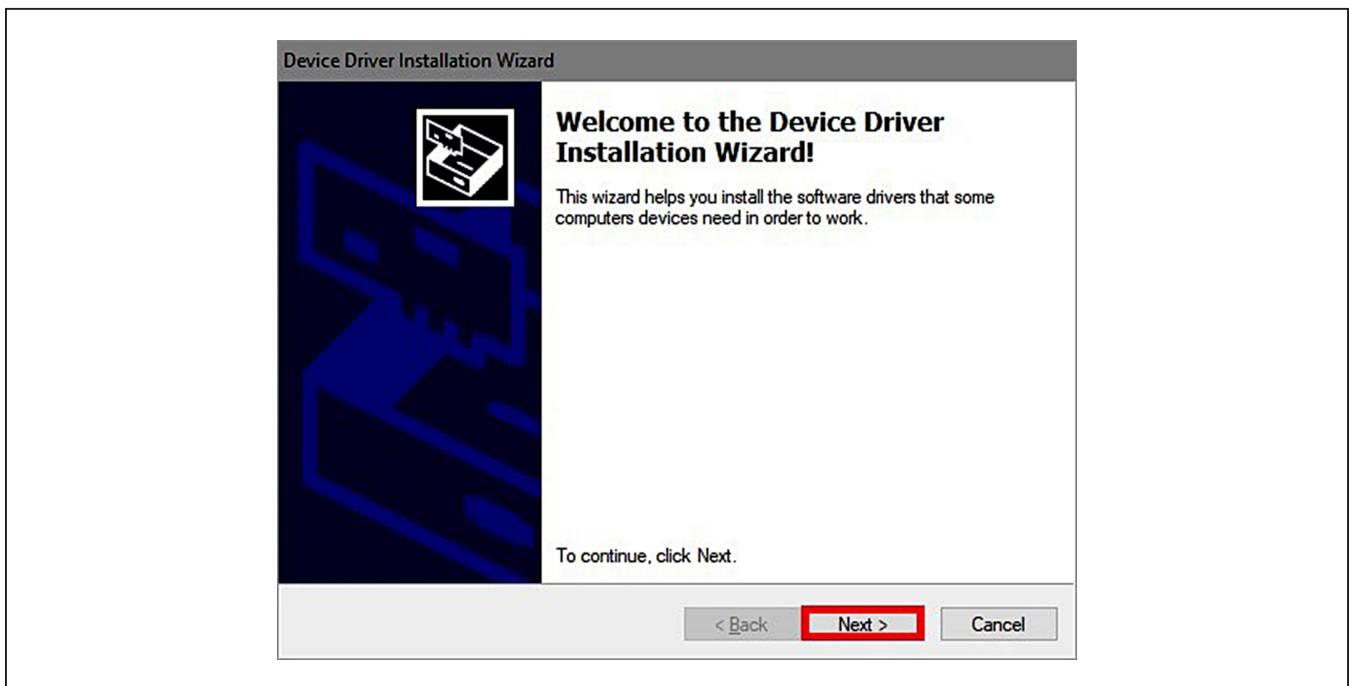 Device Driver Installation Wizard
Welcome to the Device Driver
Installation Wizard!
This wizard helps you install the software drivers that some
computers devices need in order to work.
To continue, click Next.
< Back Next > Cancel